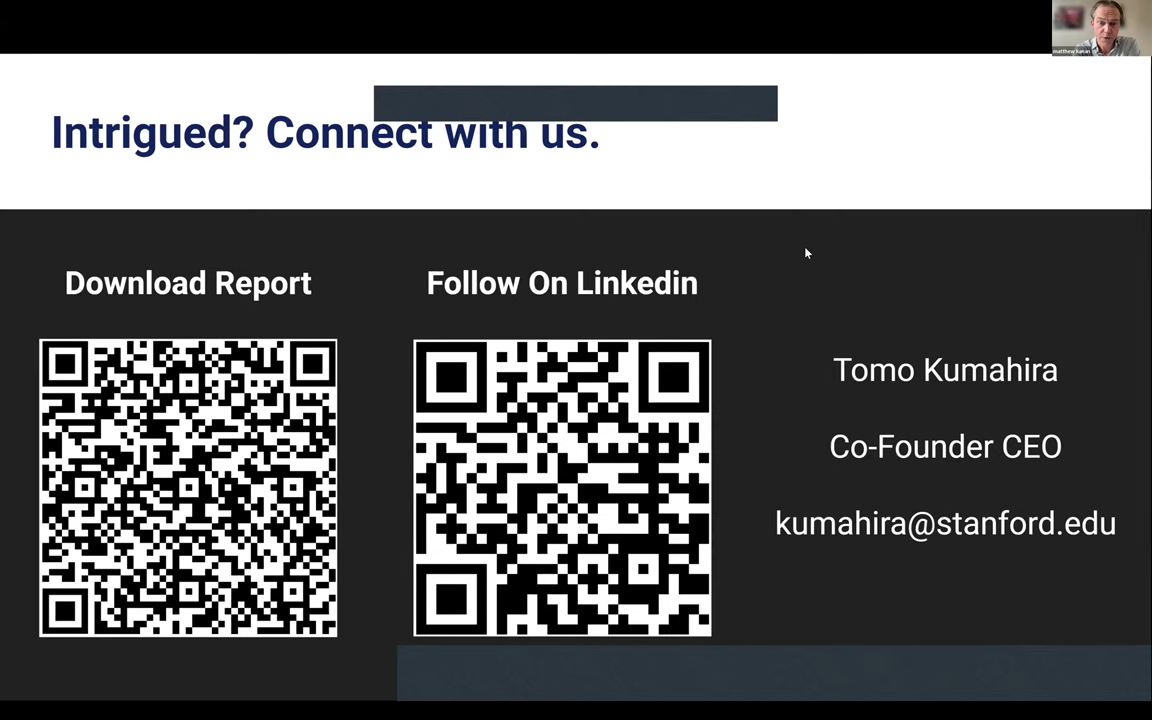 Intrigued? Connect with us.
Download Report
Follow On Linkedin
Tomo Kumahira
Co-Founder CEO
kumahira@stanford.edu